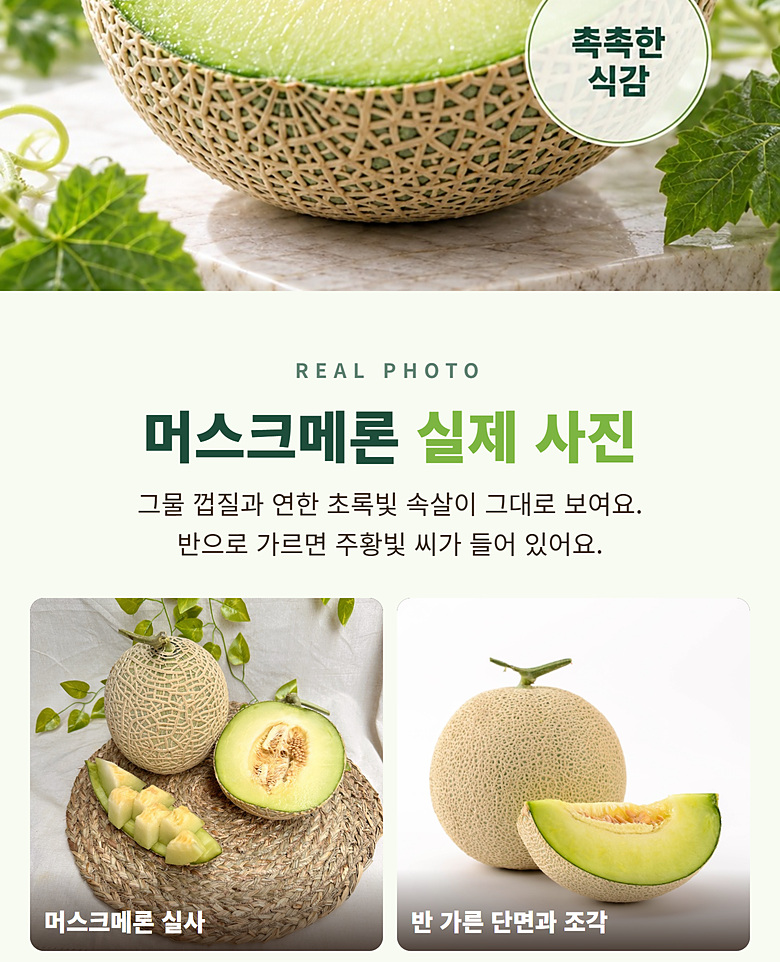 촉촉한
식감
REAL PHOTO
머스크메론 실제 사진
그물 껍질과 연한 초록빛 속살이 그대로 보여요.
반으로 가르면 주황빛 씨가 들어 있어요.
머스크메론 실사
반 가른 단면과 조각